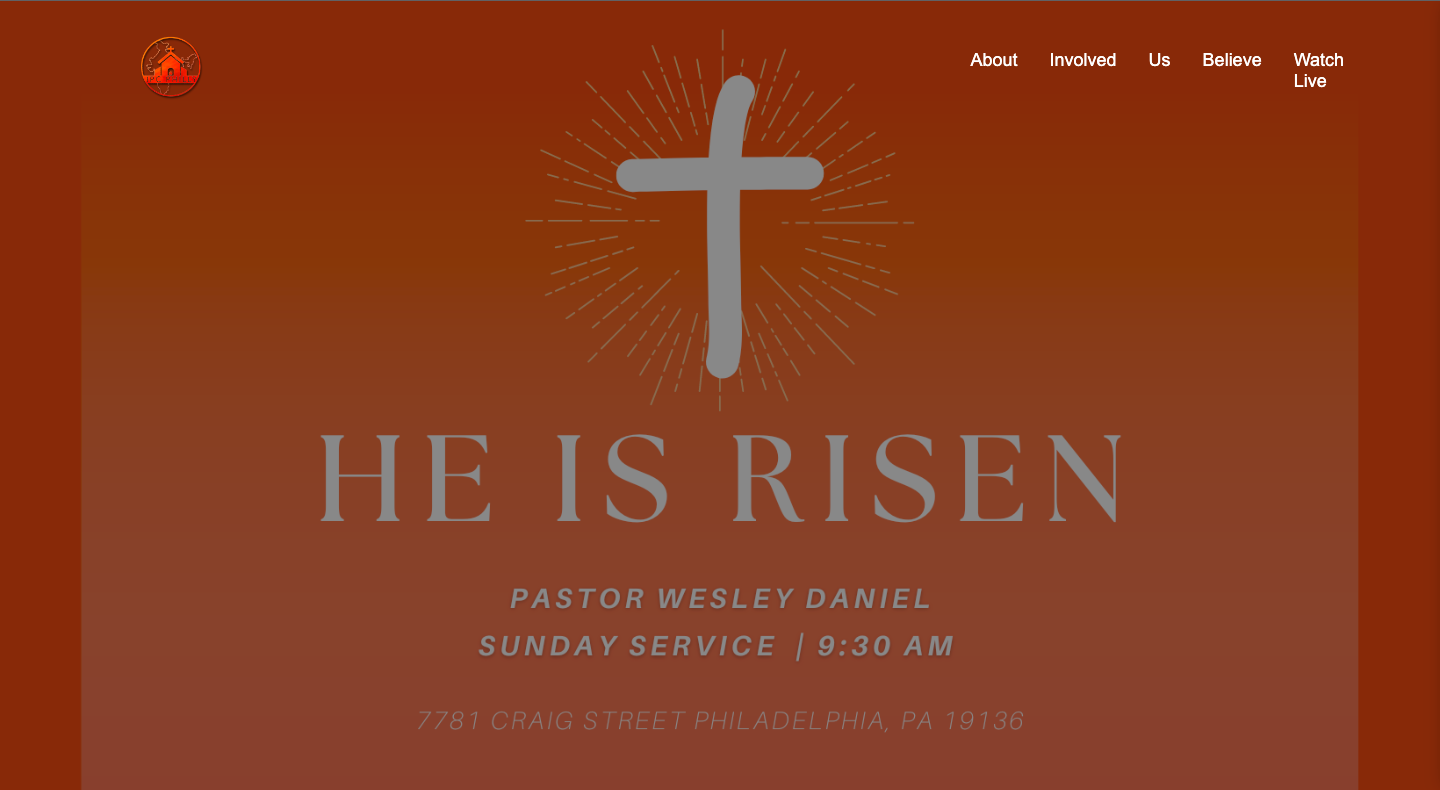 About Involved Us Believe Watch Live
HE IS RISEN
PASTOR WESLEY DANIEL
SUNDAY SERVICE | 9:30 AM
7781 CRAIG STREET PHILADELPHIA, PA 19136